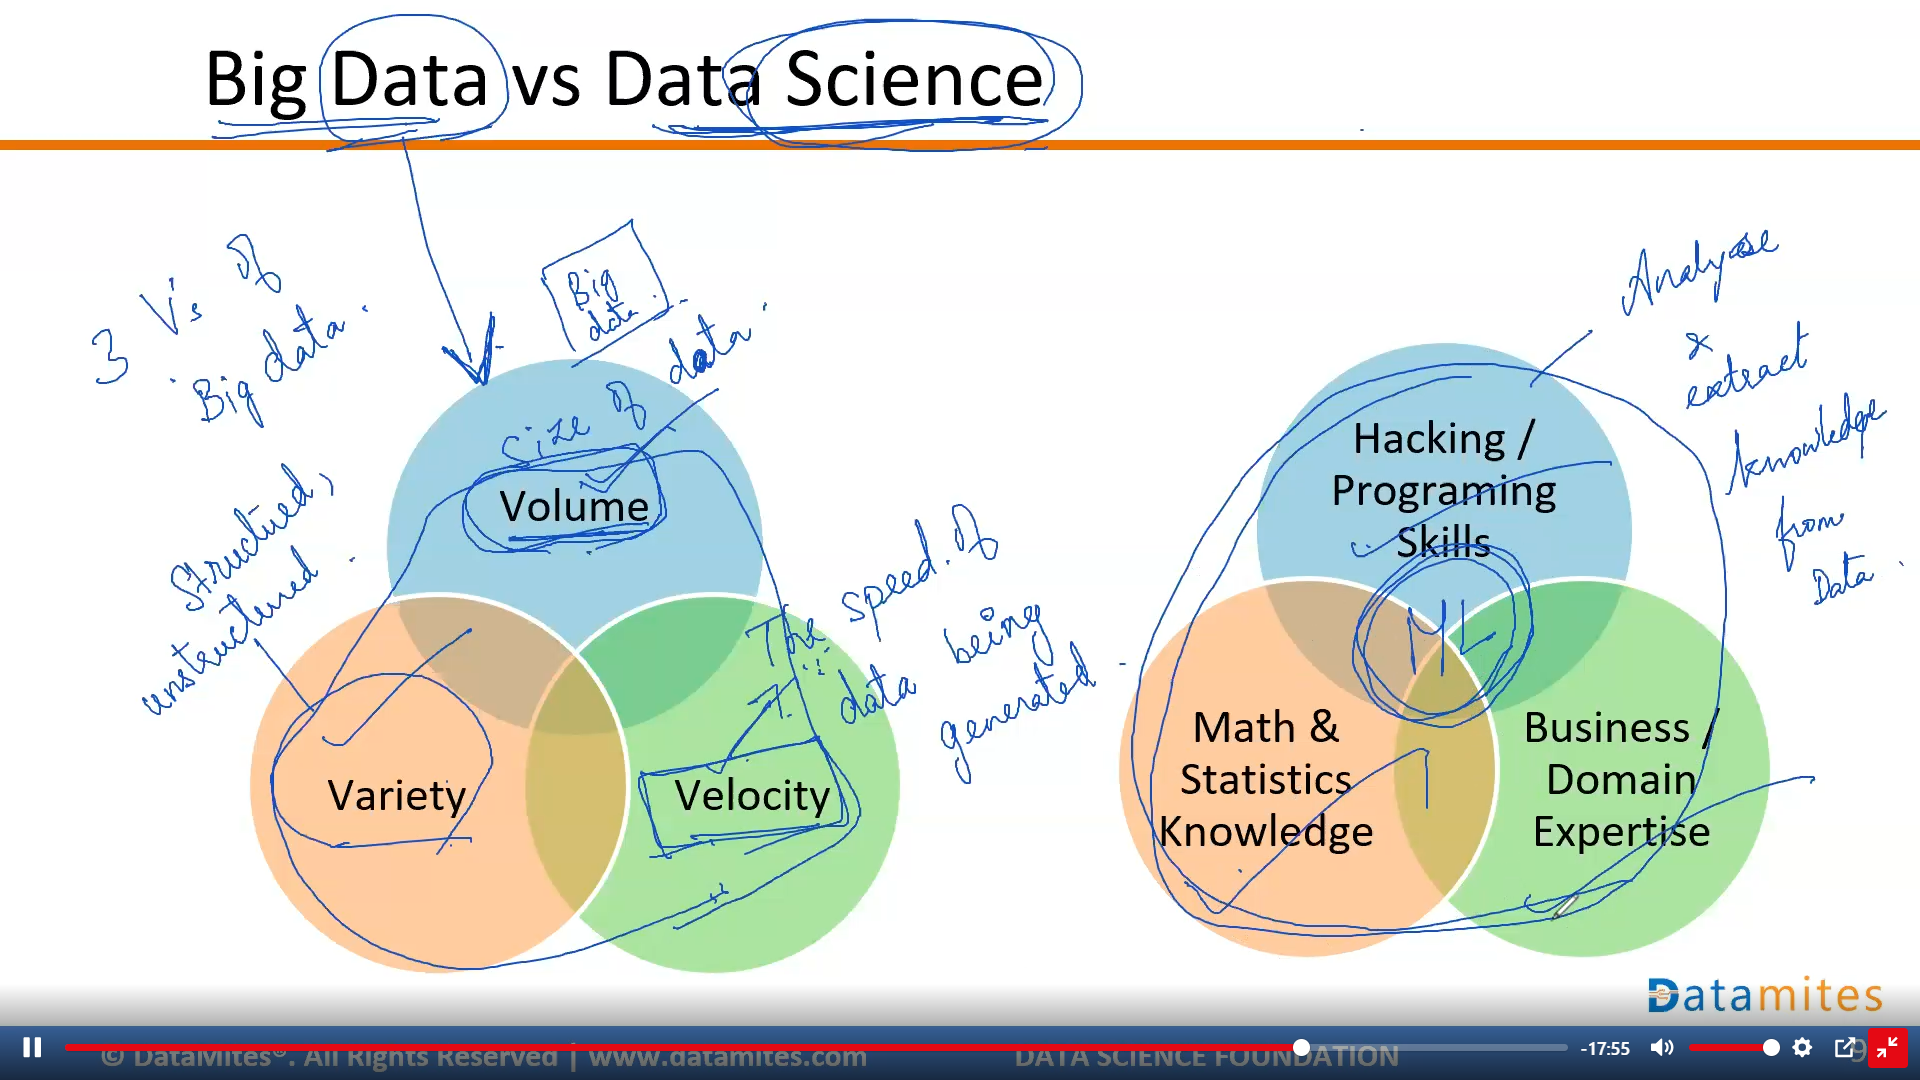 Big Data vs Data Science
3 V's of
Big data.
Big
data
Size of data.
Volume
Structured,
unstructured.
Variety
The speed of
data being
generated
Velocity
Analyse
&
extract
knowledge
from
Data.
Hacking /
Programing
Skills
ML
Math &
Statistics
Knowledge
Business /
Domain
Expertise
Datamites
© DataMites®. All Rights Reserved | www.datamites.com
DATA SCIENCE FOUNDATION
9
-17:55